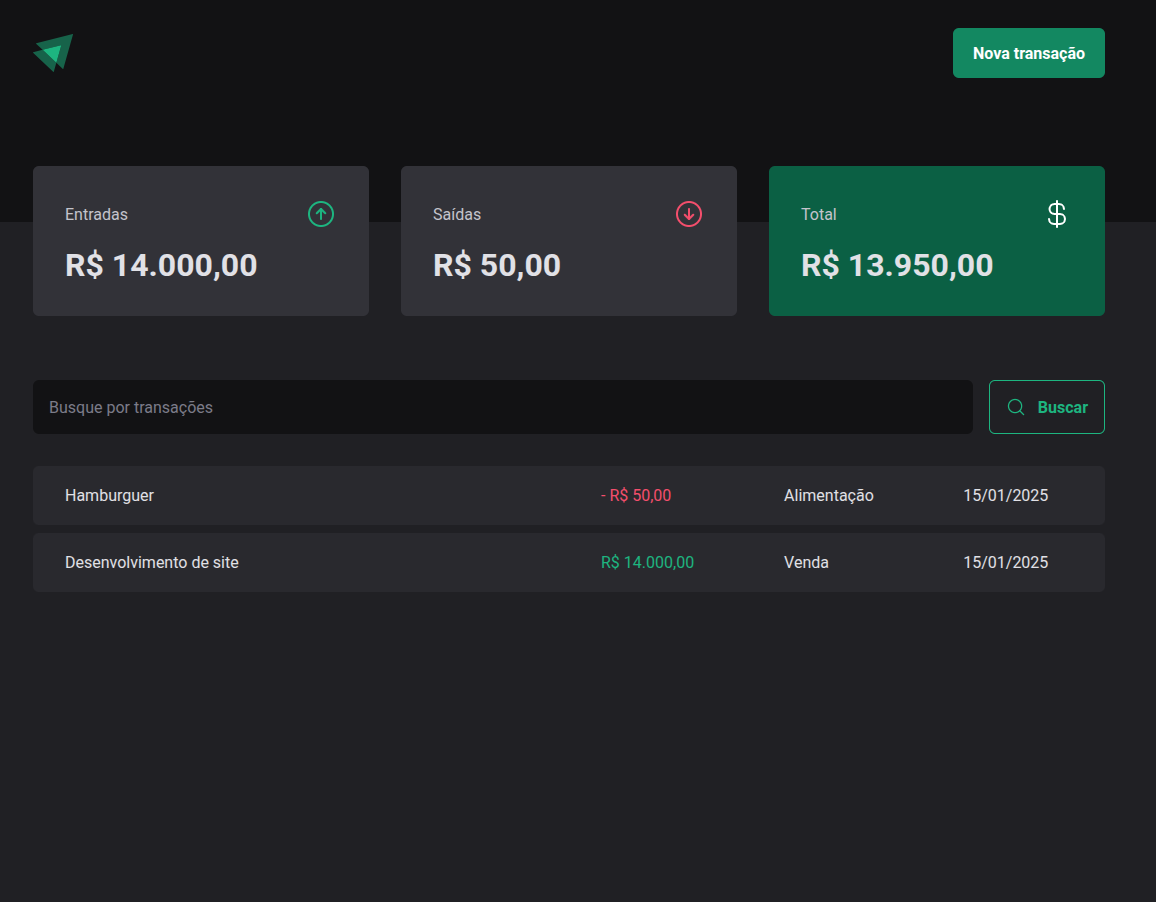 Nova transação
Entradas
R$ 14.000,00
Saídas
R$ 50,00
Total
$
R$ 13.950,00
Busque por transações
Buscar
Hamburguer - R$ 50,00 Alimentação 15/01/2025
Desenvolvimento de site R$ 14.000,00 Venda 15/01/2025